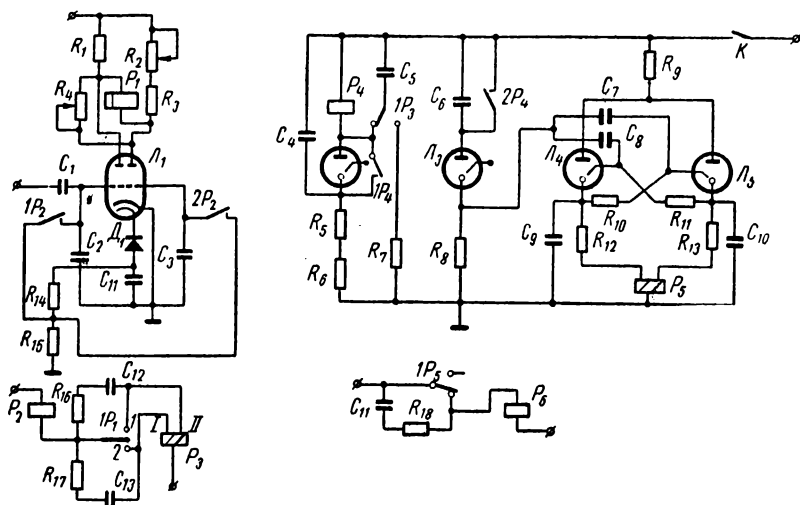 R1
R2
R4
P1
R3
Л1
C1
1P2
2P2
C2
Д1
C3
C11
R14
R15
C12
P2
R16
1P1
1
I
II
2
P3
R17
C13
K
P4
C5
C6
2P4
R9
C4
1P3
C7
C8
Л3
Л4
Л5
1P4
R5
R10
R11
C9
C10
R6
R7
R8
R12
R13
P5
1P5
C11
R18
P6